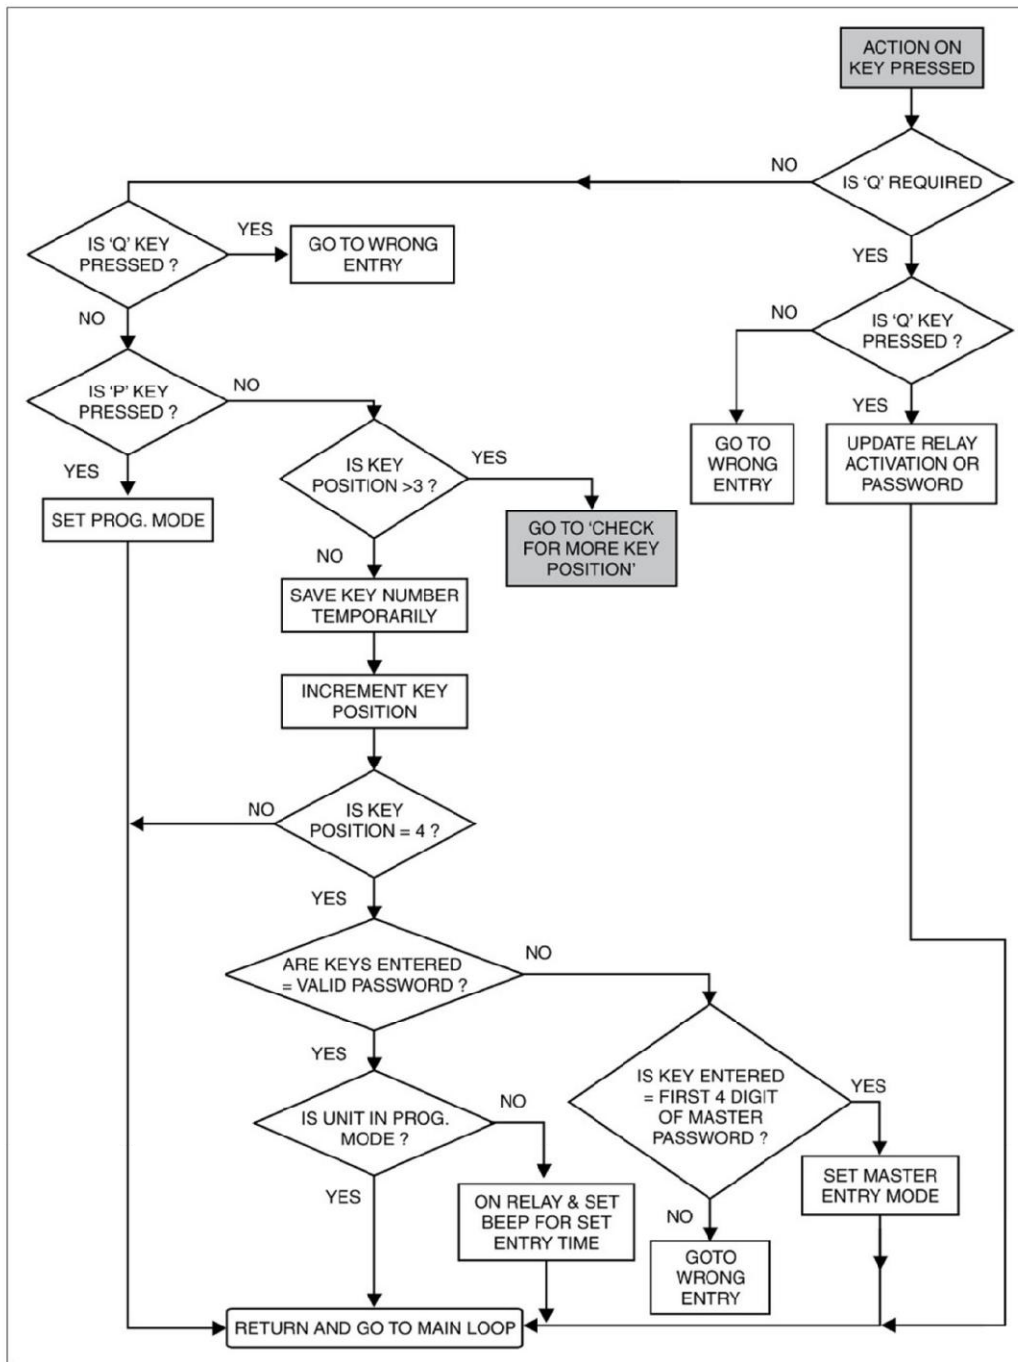 ACTION ON
KEY PRESSED
NO
IS ‘Q’ REQUIRED
YES
IS ‘Q’ KEY
PRESSED ?
YES
GO TO WRONG
ENTRY
NO
NO
IS ‘Q’ KEY
PRESSED ?
YES
IS ‘P’ KEY
PRESSED ?
NO
YES
GO TO
WRONG
ENTRY
UPDATE RELAY
ACTIVATION OR
PASSWORD
SET PROG. MODE
IS KEY
POSITION >3 ?
YES
GO TO ‘CHECK
FOR MORE KEY
POSITION’
NO
SAVE KEY NUMBER
TEMPORARILY
INCREMENT KEY
POSITION
NO
IS KEY
POSITION = 4 ?
YES
ARE KEYS ENTERED
= VALID PASSWORD ?
NO
YES
IS KEY ENTERED
= FIRST 4 DIGIT
OF MASTER
PASSWORD ?
YES
IS UNIT IN PROG.
MODE ?
NO
YES
ON RELAY & SET
BEEP FOR SET
ENTRY TIME
NO
GOTO
WRONG
ENTRY
SET MASTER
ENTRY MODE
RETURN AND GO TO MAIN LOOP